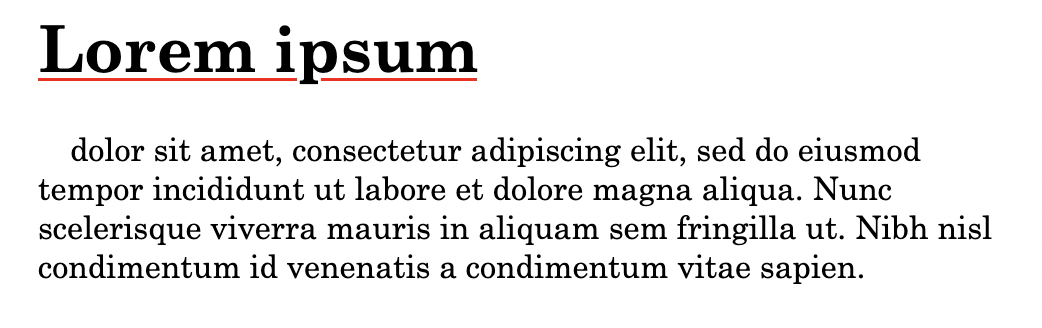 Lorem ipsum
dolor sit amet, consectetur adipiscing elit, sed do eiusmod
tempor incididunt ut labore et dolore magna aliqua. Nunc
scelerisque viverra mauris in aliquam sem fringilla ut. Nibh nisl
condimentum id venenatis a condimentum vitae sapien.